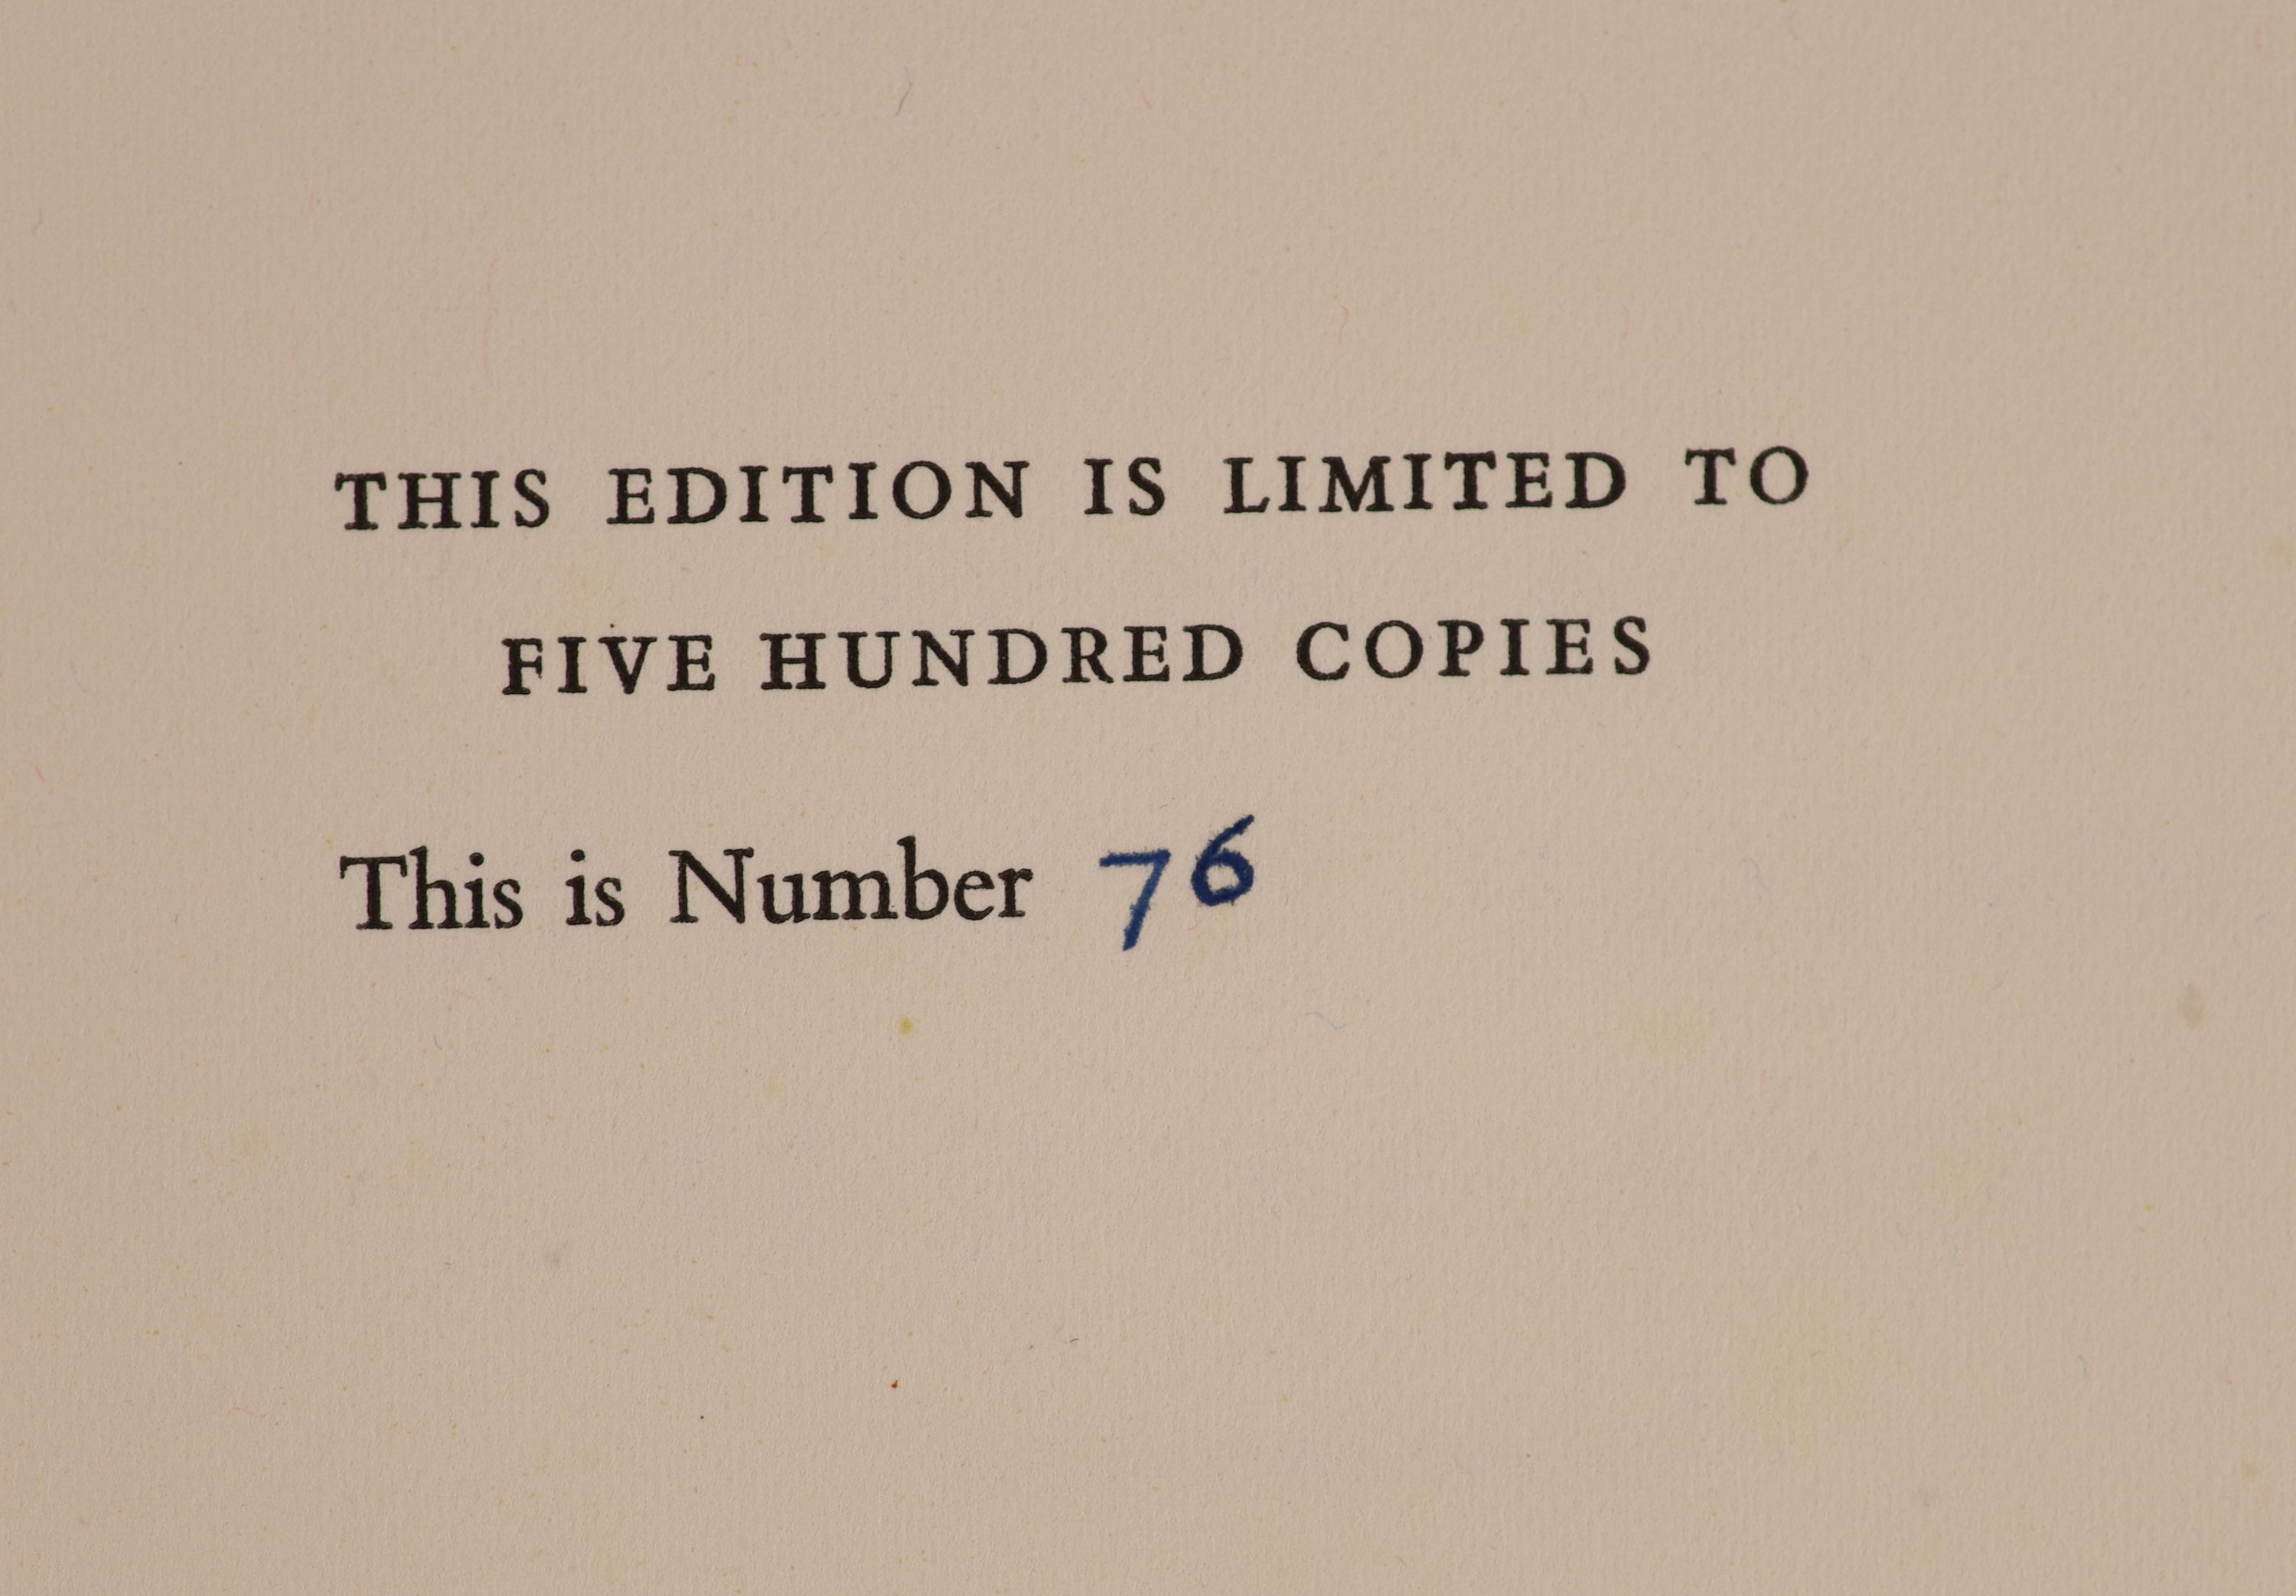 THIS EDITION IS LIMITED TO
FIVE HUNDRED COPIES
This is Number 76